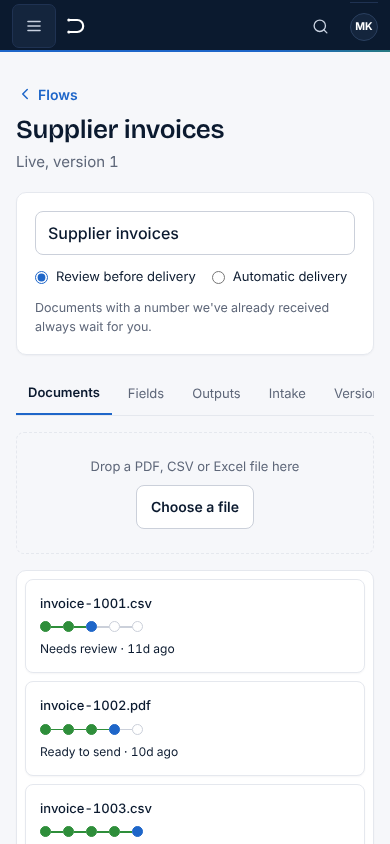 MK
Flows
Supplier invoices
Live, version 1
Supplier invoices
Review before delivery
Automatic delivery
Documents with a number we've already received
always wait for you.
Documents
Fields
Outputs
Intake
Drop a PDF, CSV or Excel file here
Choose a file
invoice-1001.csv
Needs review · 11d ago
invoice-1002.pdf
Ready to send · 10d ago
invoice-1003.csv